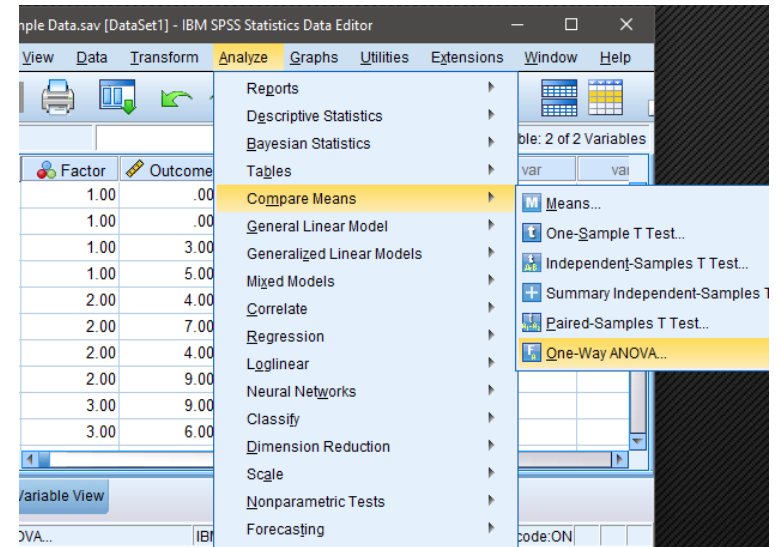 nple Data.sav [DataSet1] - IBM SPSS Statistics Data Editor
View Data Transform Analyze Graphs Utilities Extensions Window Help
Reports
Descriptive Statistics
Bayesian Statistics
ble: 2 of 2 Variables
Tables
Factor Outcome var var
1.00 .00
Compare Means
Means...
1.00 .00
General Linear Model
One-Sample T Test...
1.00 3.00
Generalized Linear Models
Independent-Samples T Test...
1.00 5.00
Mixed Models
Summary Independent-Samples T
2.00 4.00
Correlate
Paired-Samples T Test...
2.00 7.00
Regression
One-Way ANOVA...
2.00 4.00
Loglinear
2.00 9.00
Neural Networks
3.00 9.00
Classify
3.00 6.00
Dimension Reduction
Scale
Variable View
Nonparametric Tests
Forecasting
OVA... IB code:ON